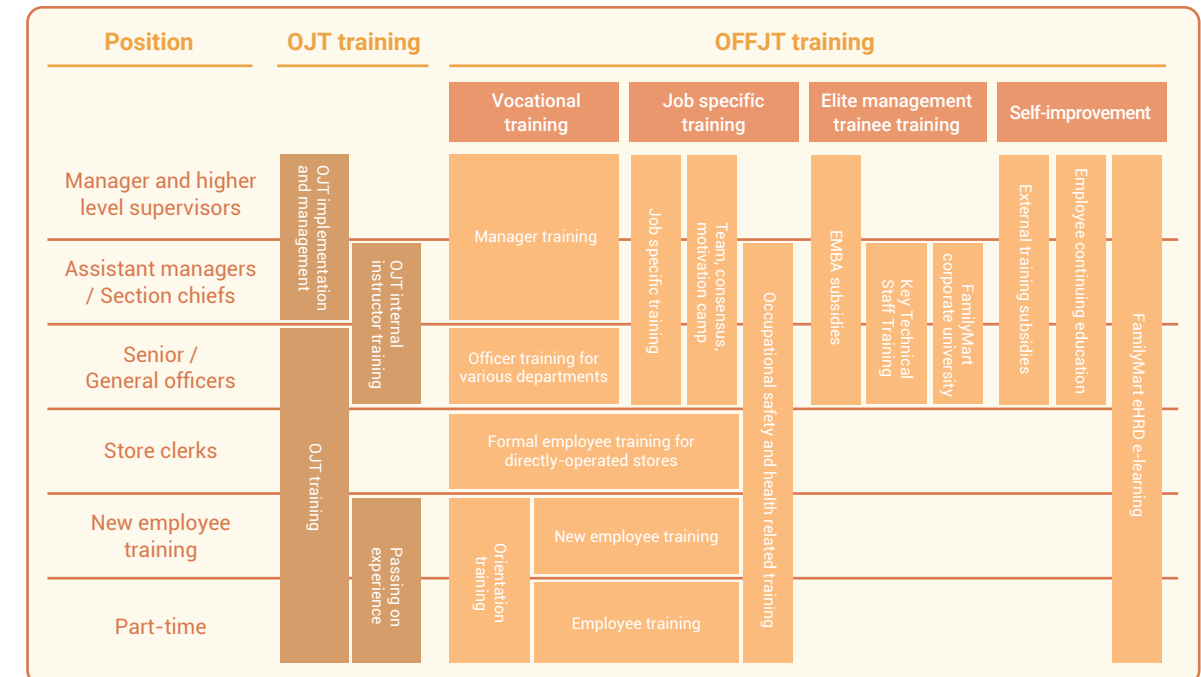 Position
OJT training
OFFJT training
Vocational
training
Job specific
training
Elite management
trainee training
Self-improvement
Manager and higher
level supervisors
Assistant managers
/ Section chiefs
Senior /
General officers
Store clerks
New employee
training
Part-time
OJT implementation
and management
OJT internal
instructor training
OJT training
Passing on
experience
Manager training
Officer training for
various departments
Formal employee training for
directly-operated stores
Orientation
training
New employee training
Employee training
Job specific training
Team, consensus,
motivation camp
Occupational safety and health related training
EMBA subsidies
Key Technical
Staff Training
FamilyMart
corporate university
External training subsidies
Employee continuing education
FamilyMart eHRD e-learning